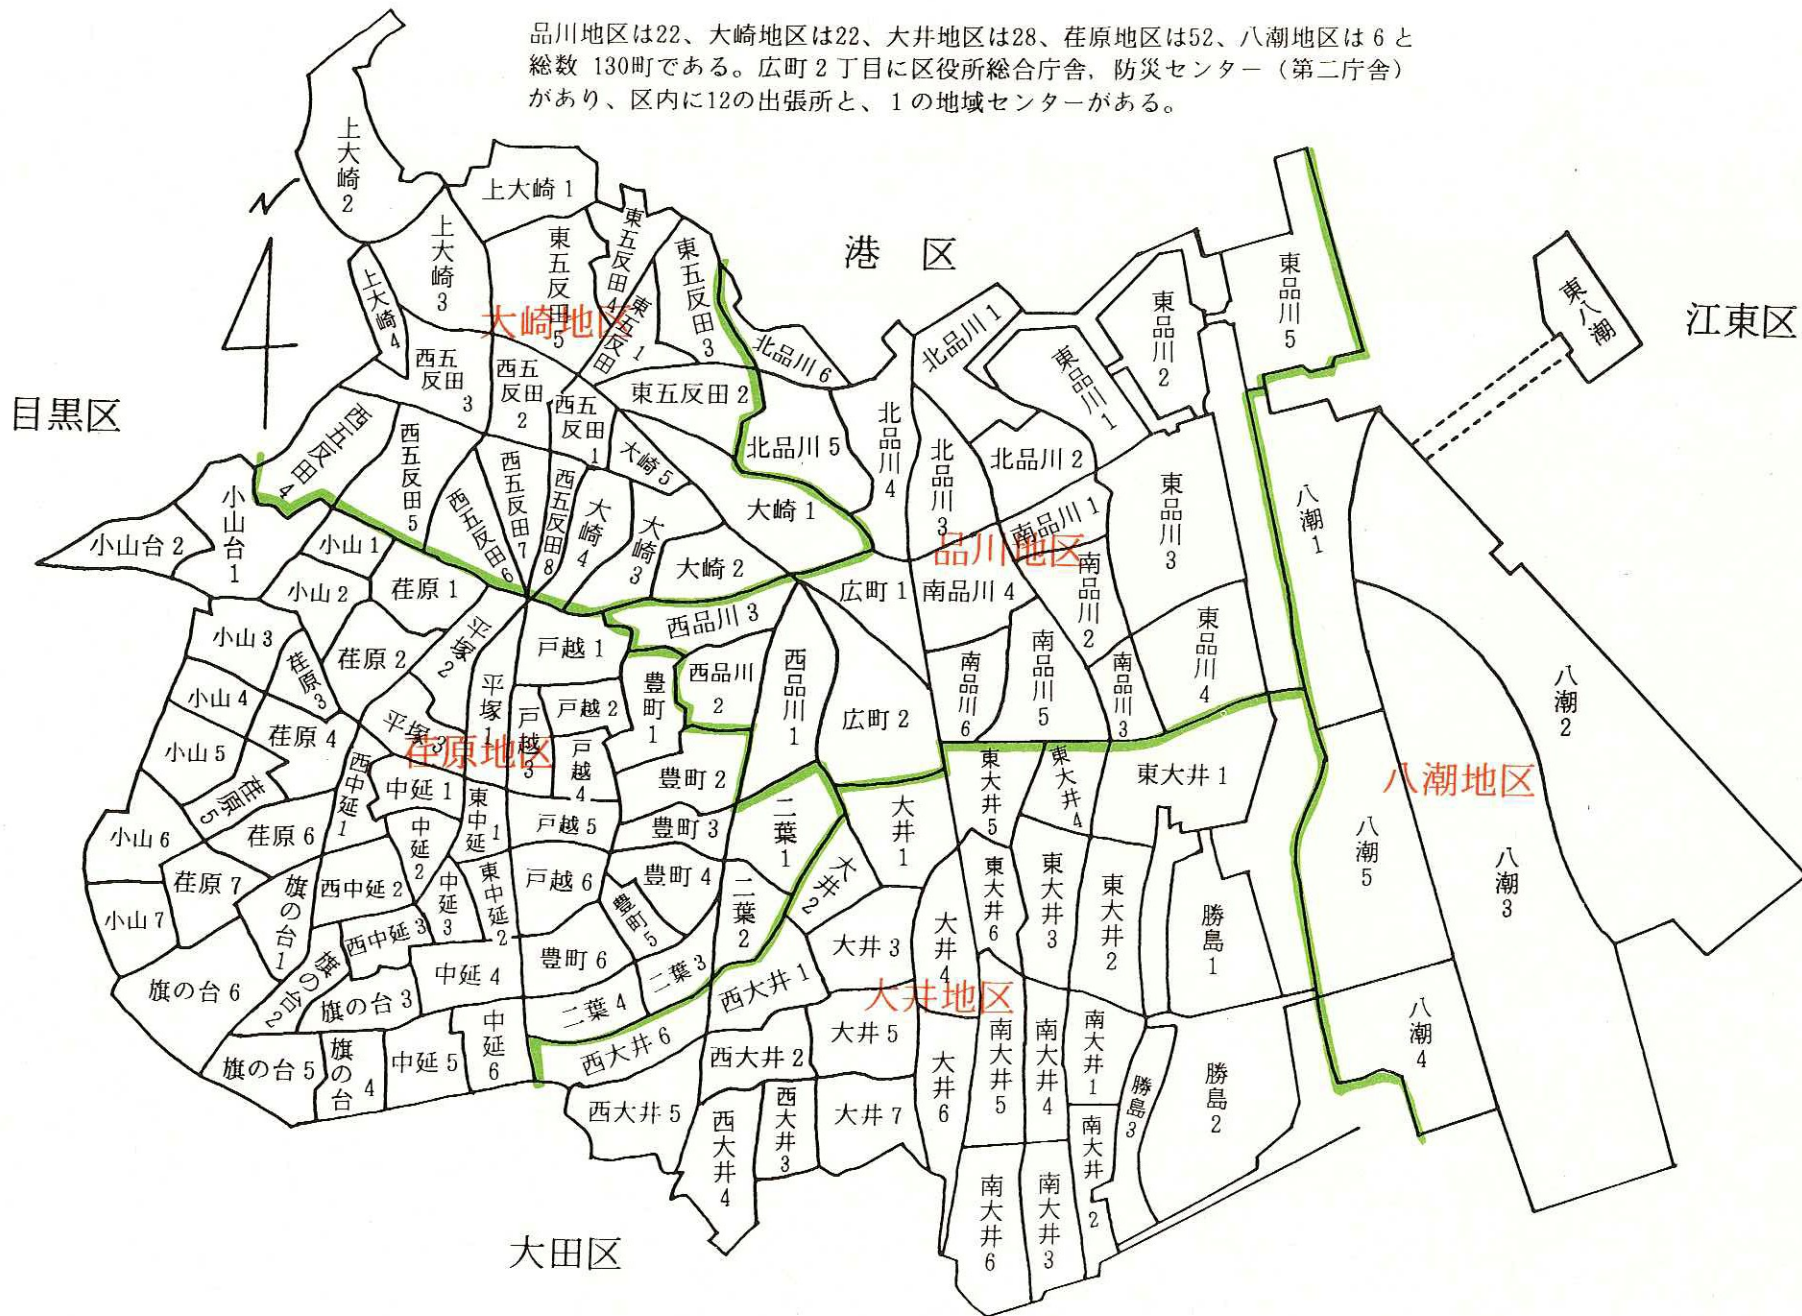 品川地区は22、大崎地区は22、大井地区は28、荏原地区は52、八潮地区は6と
総数 130町である。広町2丁目に区役所総合庁舎, 防災センター（第二庁舎）
があり、区内に12の出張所と、1の地域センターがある。
上大崎2
上大崎1
上大崎3
上大崎4
東五反田5
東五反田4
東五反田1
東五反田3
東五反田2
大崎地区
港 区
江東区
目黒区
大田区
西五反田3
西五反田2
西五反田1
西五反田4
西五反田5
西五反田6
西五反田7
西五反田8
大崎5
大崎4
大崎3
大崎2
大崎1
北品川6
北品川5
北品川4
北品川3
北品川1
北品川2
東品川1
東品川2
東品川5
東品川3
東品川4
東八潮
品川地区
南品川1
南品川2
南品川4
南品川5
南品川6
南品川3
広町1
広町2
西品川3
西品川2
西品川1
小山台2
小山台1
小山1
小山2
小山3
小山4
小山5
小山6
小山7
荏原1
荏原2
荏原3
荏原4
荏原5
荏原6
荏原7
荏原地区
平塚2
平塚1
平塚3
戸越1
戸越2
戸越3
戸越4
戸越5
戸越6
豊町1
豊町2
豊町3
豊町4
豊町5
豊町6
二葉1
二葉2
二葉3
二葉4
西中延1
西中延2
西中延3
中延1
中延2
中延3
中延4
中延5
中延6
東中延1
東中延2
旗の台1
旗の台2
旗の台3
旗の台4
旗の台5
旗の台6
大井地区
大井1
大井2
大井3
大井4
大井5
大井6
大井7
西大井1
西大井2
西大井3
西大井4
西大井5
西大井6
東大井1
東大井2
東大井3
東大井4
東大井5
東大井6
南大井1
南大井2
南大井3
南大井4
南大井5
南大井6
勝島1
勝島2
勝島3
八潮地区
八潮1
八潮2
八潮3
八潮4
八潮5